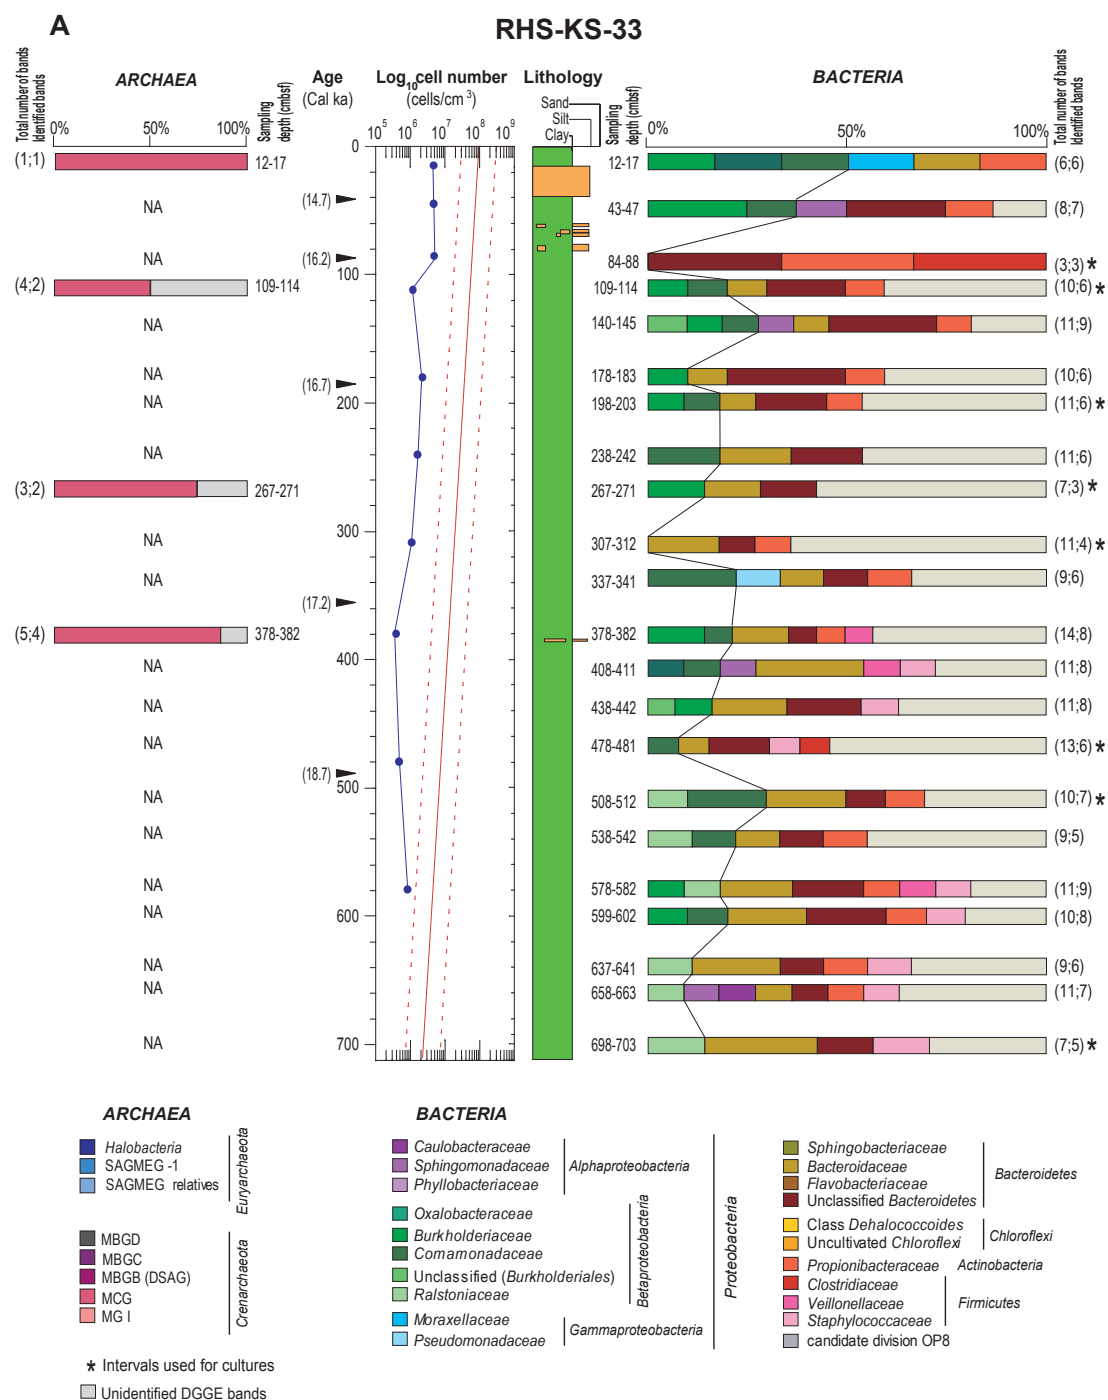 A
RHS-KS-33
Total number of bands
Identified bands
ARCHAEA
Sampling
depth (cmbsf)
Age
(Cal ka)
Log10cell number
(cells/cm3)
Lithology
Sand
Silt
Clay
Sampling
depth (cmbsf)
BACTERIA
Total number of bands
Identified bands
0% 50% 100%
10^5 10^6 10^7 10^8 10^9
0% 50% 100%
0
(1;1) 12-17 12-17 (6;6)
NA (14.7) 43-47 (8;7)
NA (16.2) 84-88 (3;3) *
100
(4;2) 109-114 109-114 (10;6) *
NA 140-145 (11;9)
NA (16.7) 178-183 (10;6)
NA 200 198-203 (11;6) *
NA 238-242 (11;6)
(3;2) 267-271 267-271 (7;3) *
300
NA 307-312 (11;4) *
NA 337-341 (9;6)
(17.2)
(5;4) 378-382 378-382 (14;8)
NA 400 408-411 (11;8)
NA 438-442 (11;8)
NA 478-481 (13;6) *
(18.7)
500
NA 508-512 (10;7) *
NA 538-542 (9;5)
NA 578-582 (11;9)
NA 600 599-602 (10;8)
NA 637-641 (9;6)
NA 658-663 (11;7)
NA 700 698-703 (7;5) *
ARCHAEA
Halobacteria
SAGMEG -1
SAGMEG relatives
Euryarchaeota
MBGD
MBGC
MBGB (DSAG)
MCG
MG I
Crenarchaeota
* Intervals used for cultures
Unidentified DGGE bands
BACTERIA
Caulobacteraceae
Sphingomonadaceae
Phyllobacteriaceae
Alphaproteobacteria
Oxalobacteraceae
Burkholderiaceae
Comamonadaceae
Unclassified (Burkholderiales)
Ralstoniaceae
Betaproteobacteria
Moraxellaceae
Pseudomonadaceae
Gammaproteobacteria
Proteobacteria
Sphingobacteriaceae
Bacteroidaceae
Flavobacteriaceae
Unclassified Bacteroidetes
Bacteroidetes
Class Dehalococcoides
Uncultivated Chloroflexi
Chloroflexi
Propionibacteraceae Actinobacteria
Clostridiaceae
Veillonellaceae
Staphylococcaceae
Firmicutes
candidate division OP8